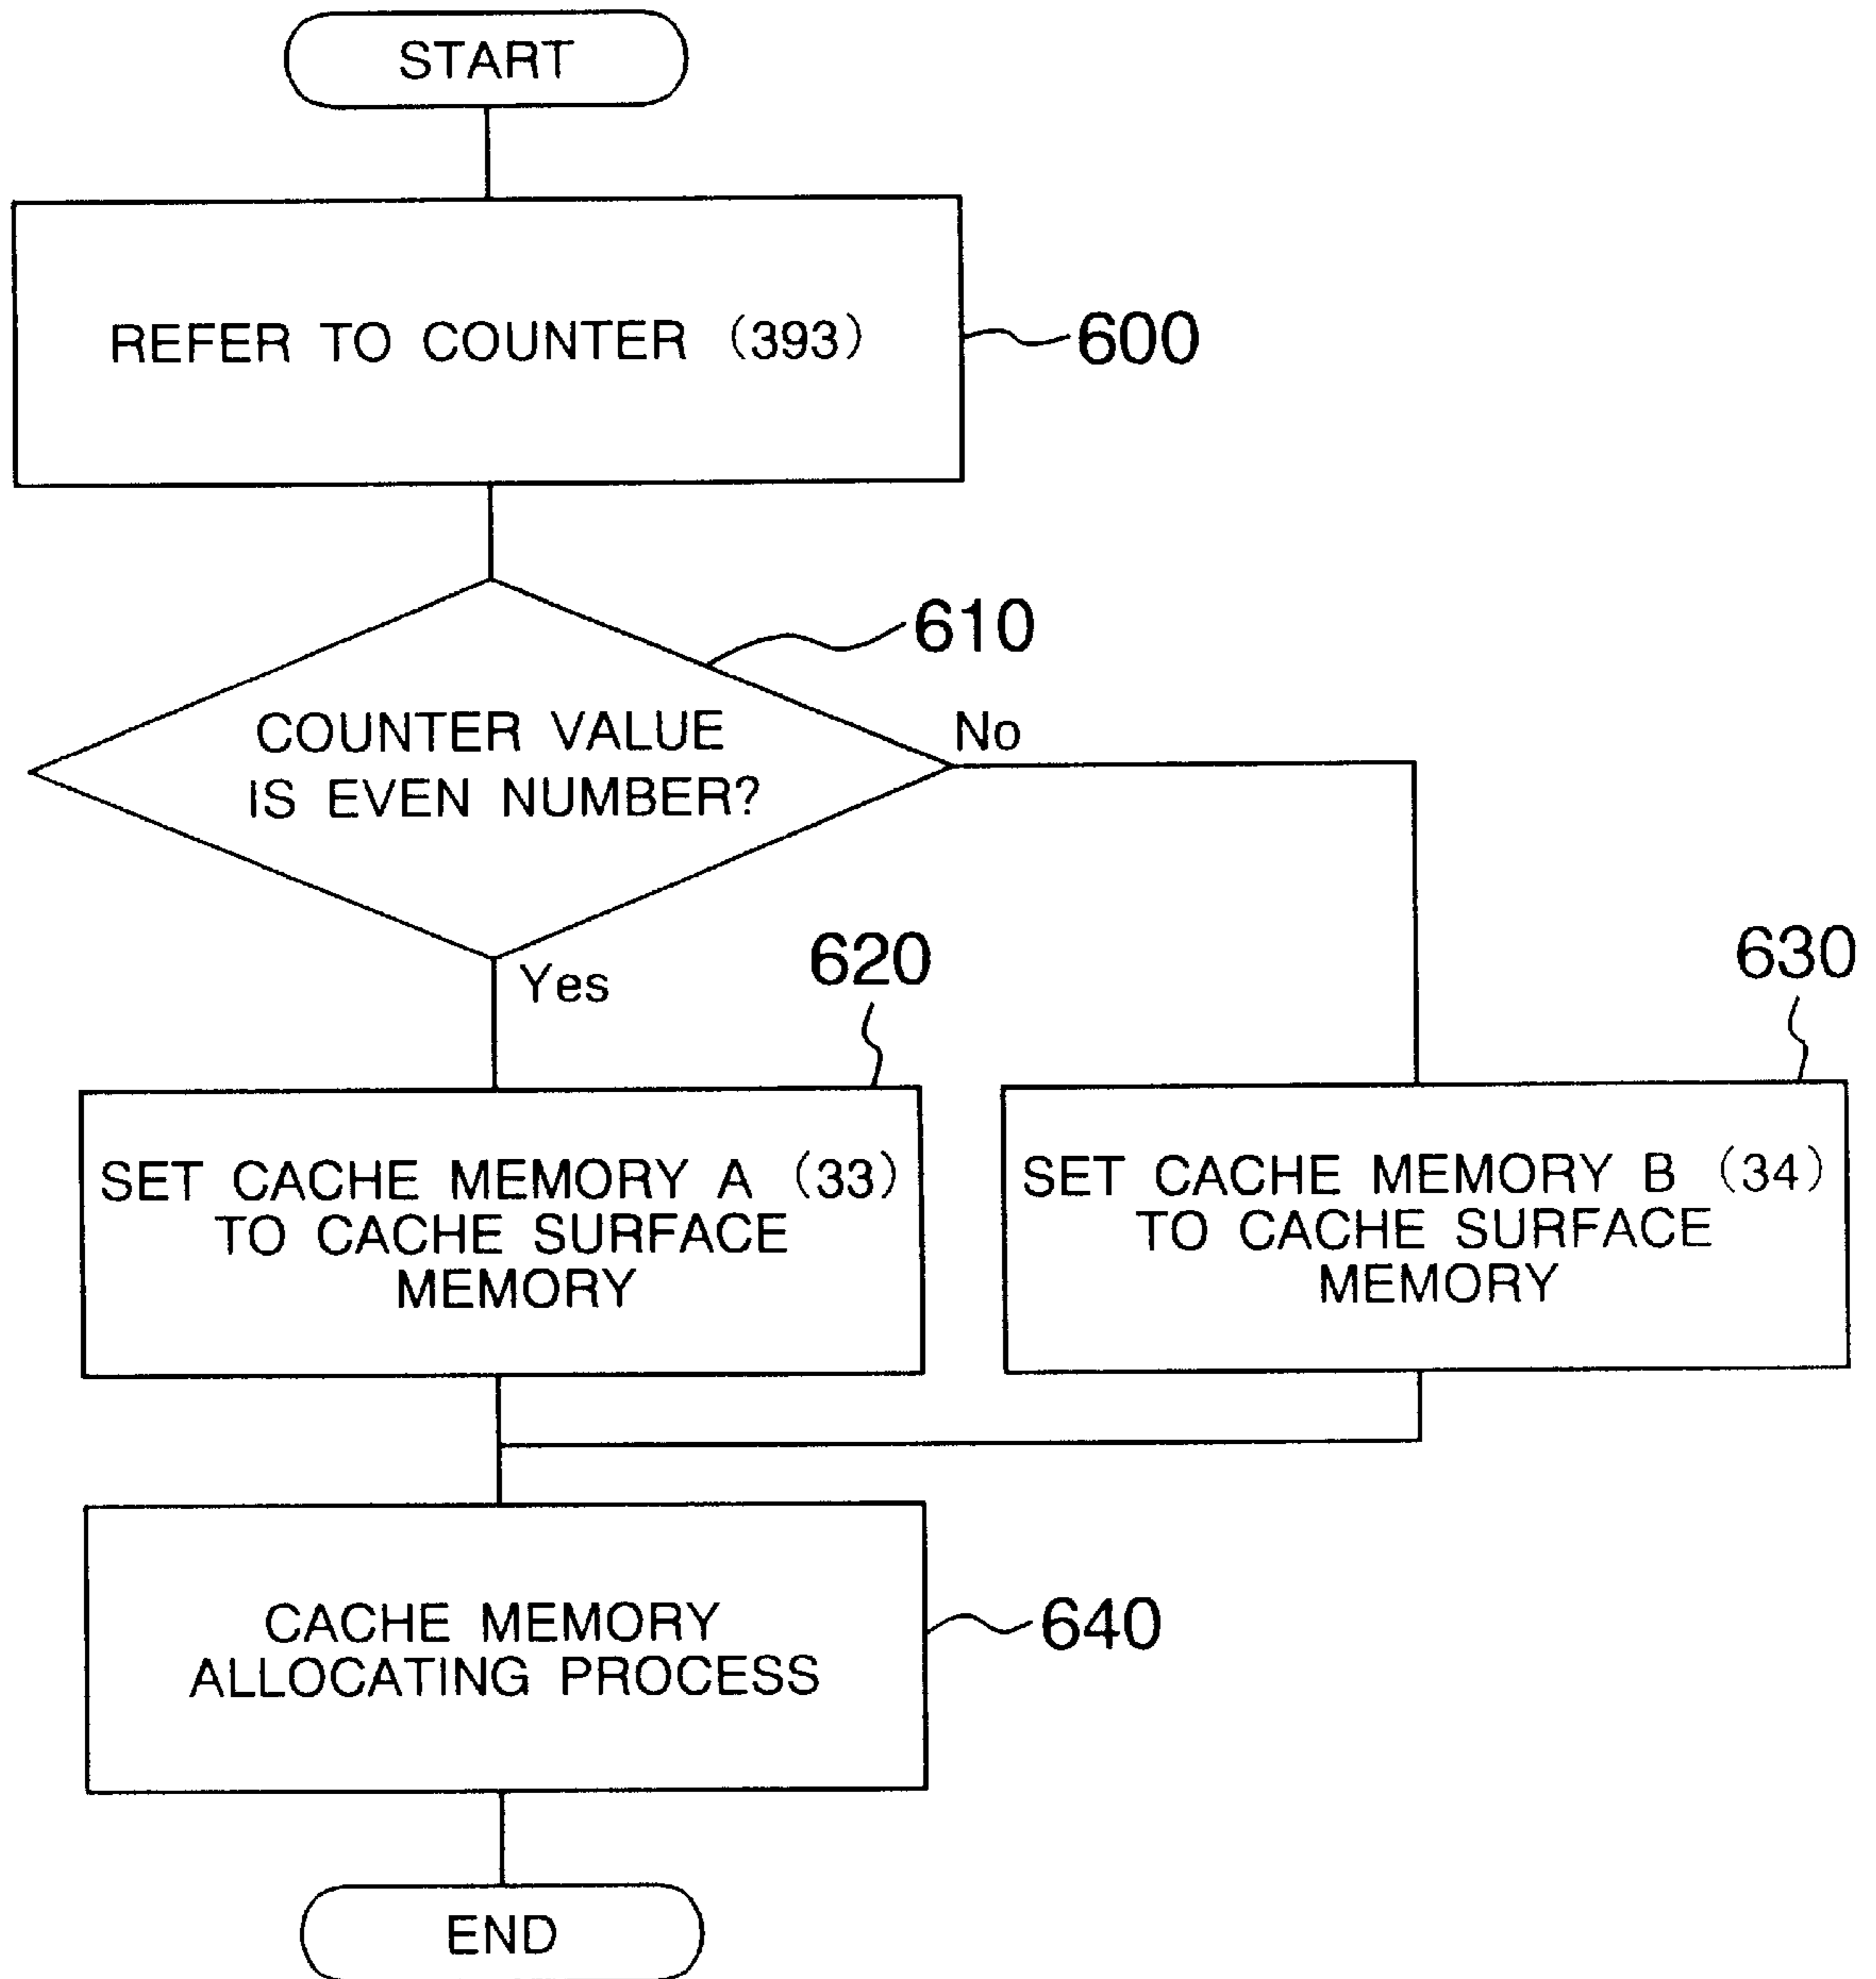 START
REFER TO COUNTER (393)
600
610
COUNTER VALUE
IS EVEN NUMBER?
No
Yes
620
630
SET CACHE MEMORY A (33)
TO CACHE SURFACE
MEMORY
SET CACHE MEMORY B (34)
TO CACHE SURFACE
MEMORY
CACHE MEMORY
ALLOCATING PROCESS
640
END